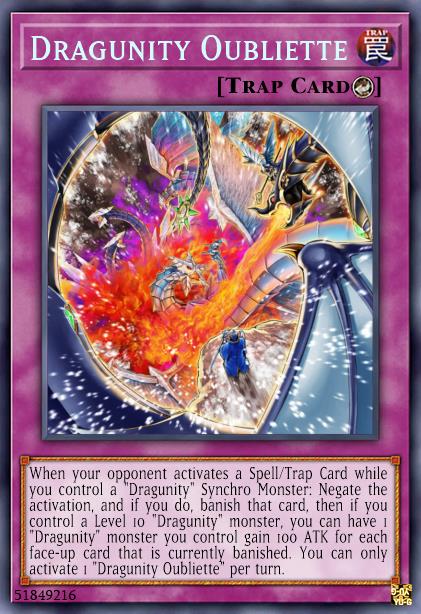 Dragunity Oubliette
TRAP
罠
[Trap Card]
When your opponent activates a Spell/Trap Card while
you control a "Dragunity" Synchro Monster: Negate the
activation, and if you do, banish that card, then if you
control a Level 10 "Dragunity" monster, you can have 1
"Dragunity" monster you control gain 100 ATK for each
face-up card that is currently banished. You can only
activate 1 "Dragunity Oubliette" per turn.
51849216